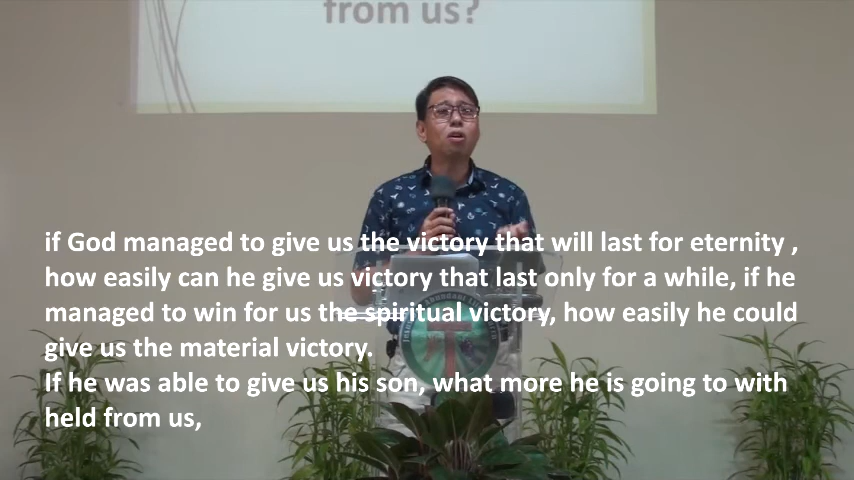 from us?
if God managed to give us the victory that will last for eternity ,
how easily can he give us victory that last only for a while, if he
managed to win for us the spiritual victory, how easily he could
give us the material victory.
If he was able to give us his son, what more he is going to with
held from us,